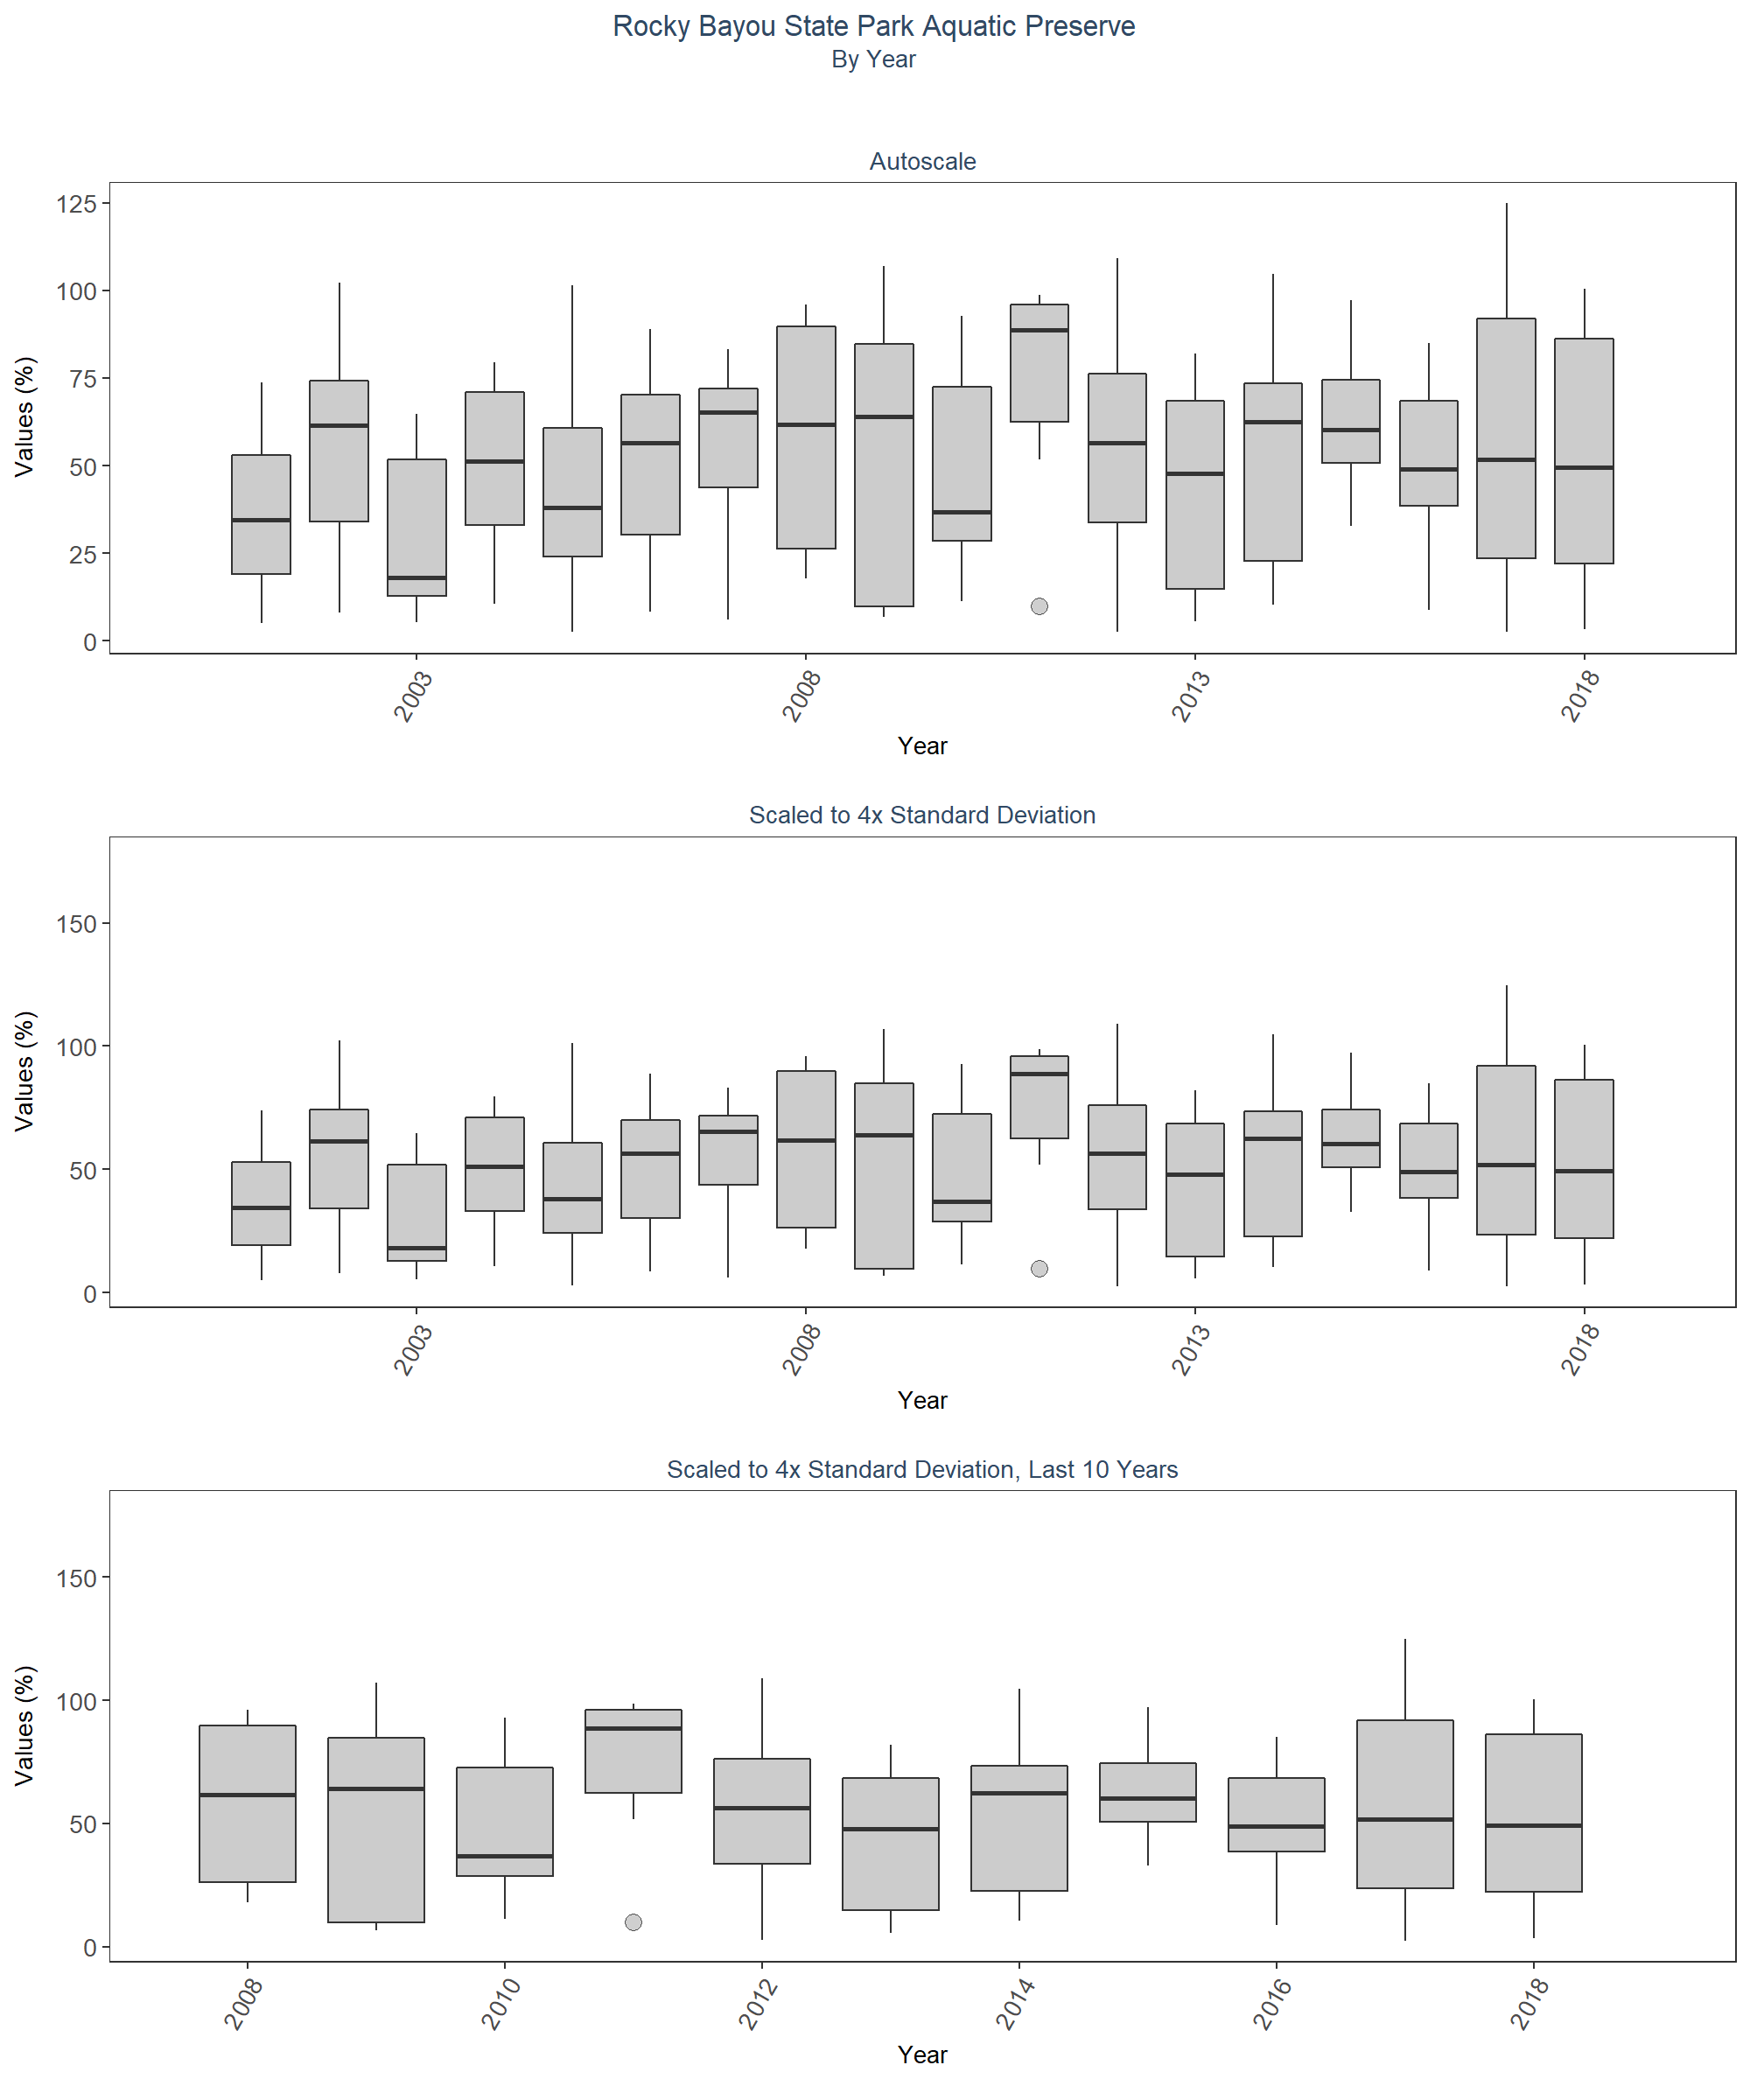 Rocky Bayou State Park Aquatic Preserve
By Year
Autoscale
Values (%)
125
100
75
50
25
0
2003
2008
2013
2018
Year
Scaled to 4x Standard Deviation
Values (%)
150
100
50
0
2003
2008
2013
2018
Year
Scaled to 4x Standard Deviation, Last 10 Years
Values (%)
150
100
50
0
2008
2010
2012
2014
2016
2018
Year